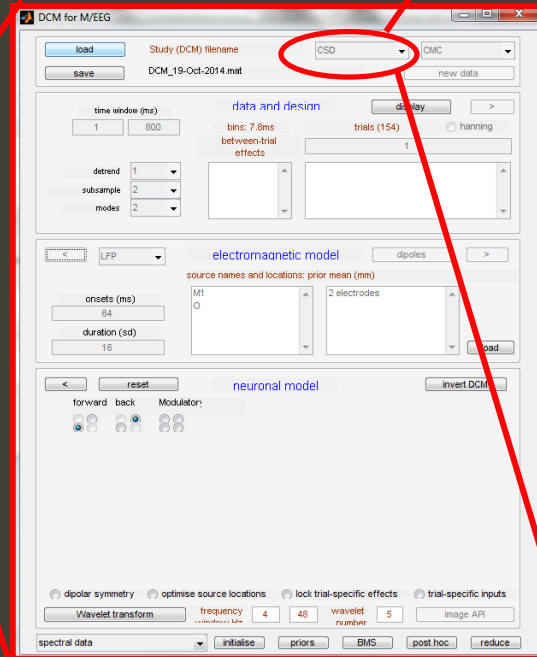 DCM for M/EEG
load Study (DCM) filename CSD CMC
save DCM_19-Oct-2014.mat new data
time window (ms) data and design display >
1 800 bins: 7.8ms trials (154) hanning
between-trial effects 1
detrend 1
subsample 2
modes 2
< LFP electromagnetic model dipoles >
source names and locations: prior mean (mm)
onsets (ms) M1 2 electrodes
64 O
duration (sd)
16 load
< reset neuronal model invert DCM
forward back Modulatory
dipolar symmetry optimise source locations lock trial-specific effects trial-specific inputs
Wavelet transform frequency window Hz 4 48 wavelet number 5 image API
spectral data initialise priors BMS post hoc reduce